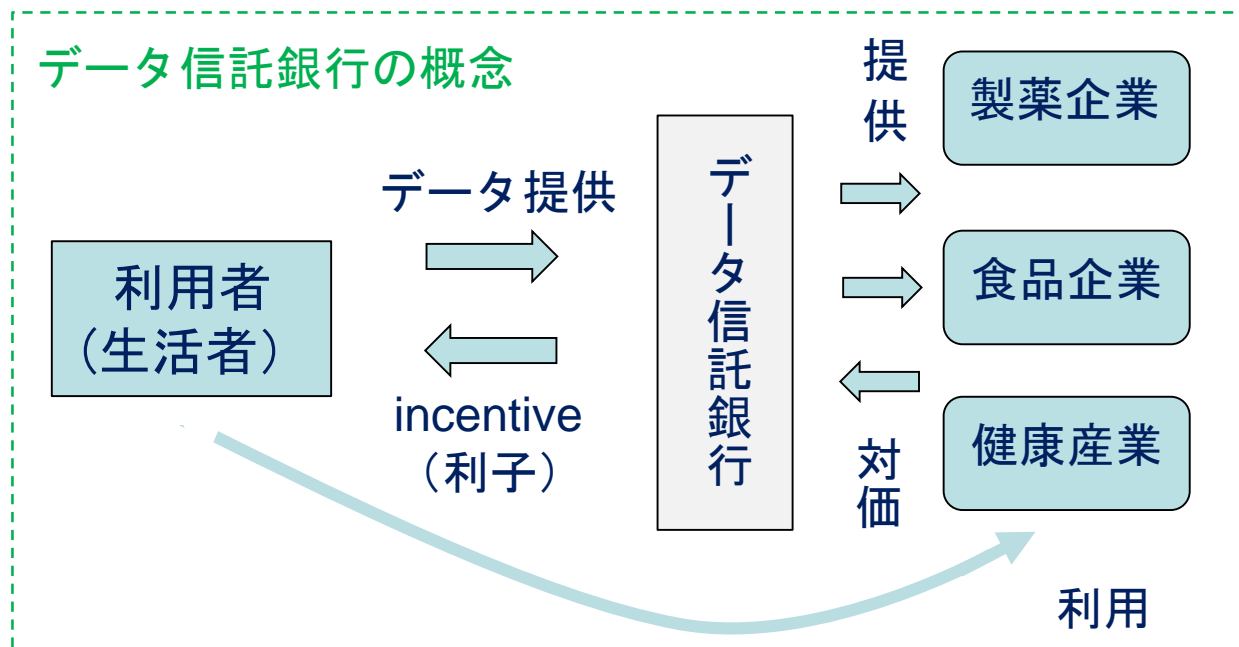 データ信託銀行の概念
利用者
（生活者）
データ提供
incentive
（利子）
データ信託銀行
提供
対価
製薬企業
食品企業
健康産業
利用